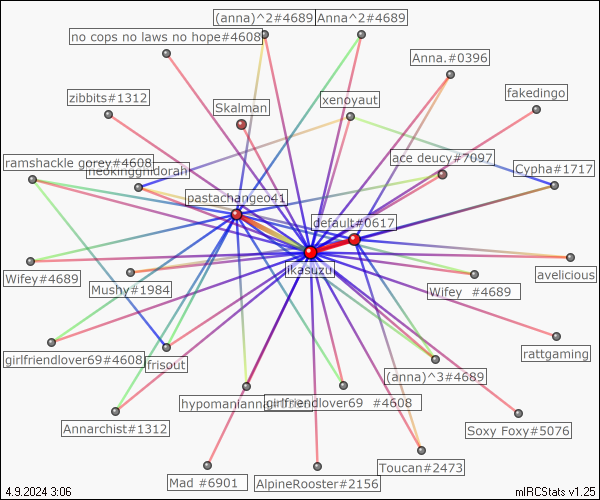 (anna)^2#4689
Anna^2#4689
no cops no laws no hope#4608
Anna.#0396
fakedingo
zibbits#1312
Skalman
xenoyaut
ramshackle gorey#4608
neokingghidorah
ace deucy#7097
Cypha#1717
pastachangeo41
default#0617
likasuzu
Wifey#4689
Mushy#1984
Wifey #4689
avelicious
girlfriendlover69#4608
frisout
(anna)^3#4689
rattgaming
girlfriendlover69 #4608
Annarchist#1312
Soxy Foxy#5076
Mad #6901
AlpineRooster#2156
Toucan#2473
4.9.2024 3:06
mIRCStats v1.25